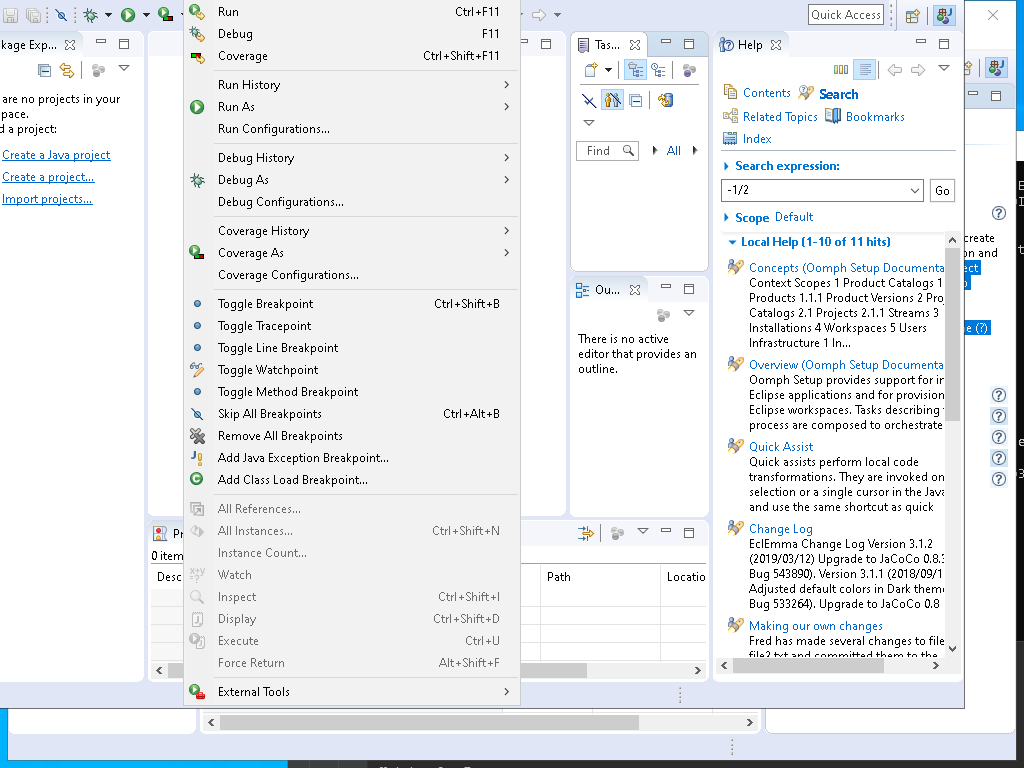 Run Ctrl+F11
Debug F11
Coverage Ctrl+Shift+F11
Run History
Run As
Run Configurations...
Debug History
Debug As
Debug Configurations...
Coverage History
Coverage As
Coverage Configurations...
Toggle Breakpoint Ctrl+Shift+B
Toggle Tracepoint
Toggle Line Breakpoint
Toggle Watchpoint
Toggle Method Breakpoint
Skip All Breakpoints Ctrl+Alt+B
Remove All Breakpoints
Add Java Exception Breakpoint...
Add Class Load Breakpoint...
All References...
All Instances... Ctrl+Shift+N
Instance Count...
Watch
Inspect Ctrl+Shift+I
Display Ctrl+Shift+D
Execute Ctrl+U
Force Return Alt+Shift+F
External Tools
Quick Access
kage Exp...
are no projects in your
pace.
d a project:
Create a Java project
Create a project...
Import projects...
Tas...
Find
All
Ou...
There is no active
editor that provides an
outline.
Help
Contents Search
Related Topics Bookmarks
Index
Search expression:
-1/2
Go
Scope Default
Local Help (1-10 of 11 hits)
Concepts (Oomph Setup Documenta
Context Scopes 1 Product Catalogs 1
Products 1.1.1 Product Versions 2 Proj
Catalogs 2.1 Projects 2.1.1 Streams 3
Installations 4 Workspaces 5 Users
Infrastructure 1 In...
Overview (Oomph Setup Documenta
Oomph Setup provides support for in
Eclipse applications and for provision
Eclipse workspaces. Tasks describing
process are composed to orchestrate
Quick Assist
Quick assists perform local code
transformations. They are invoked on
selection or a single cursor in the Java
and use the same shortcut as quick
Change Log
EclEmma Change Log Version 3.1.2
(2019/03/12) Upgrade to JaCoCo 0.8.3
Bug 543890). Version 3.1.1 (2018/09/1
Adjusted default colors in Dark theme
Bug 533264). Upgrade to JaCoCo 0.8
Making our own changes
Fred has made several changes to file
file2.txt and committed them to the
Pr
0 item
Desc
Path
Locatio
create
on and
ect
e (?)